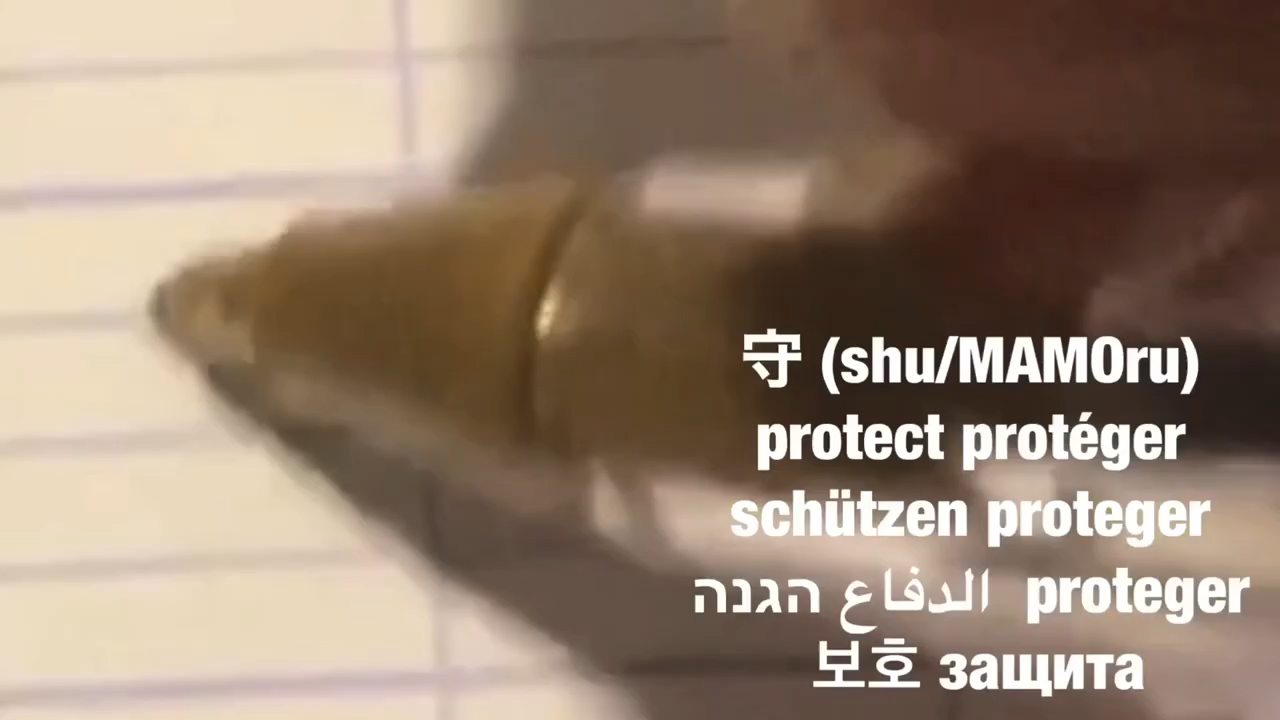 守 (shu/MAMOru)
protect protéger
schützen proteger
הגנה الدفاع proteger
보호 защита